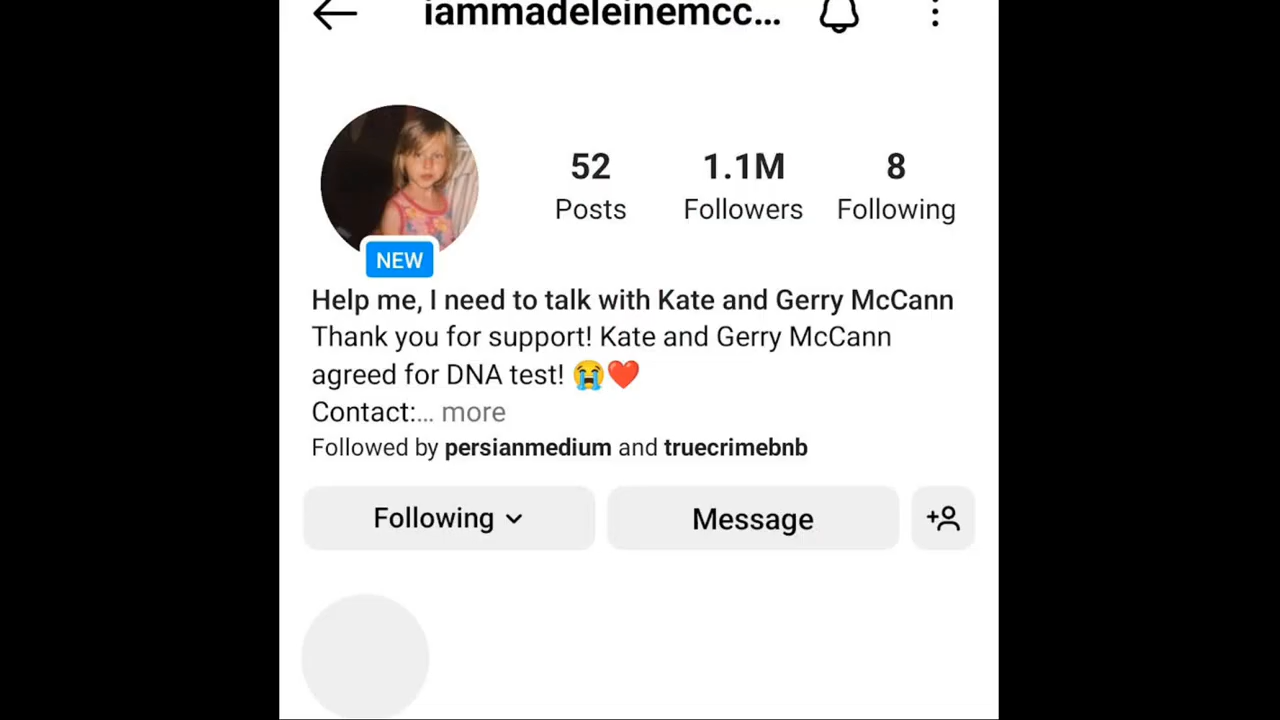 iammadeleinemcc...
52
1.1M
8
Posts
Followers
Following
NEW
Help me, I need to talk with Kate and Gerry McCann
Thank you for support! Kate and Gerry McCann
agreed for DNA test! 😭❤️
Contact:... more
Followed by persianmedium and truecrimebnb
Following
Message